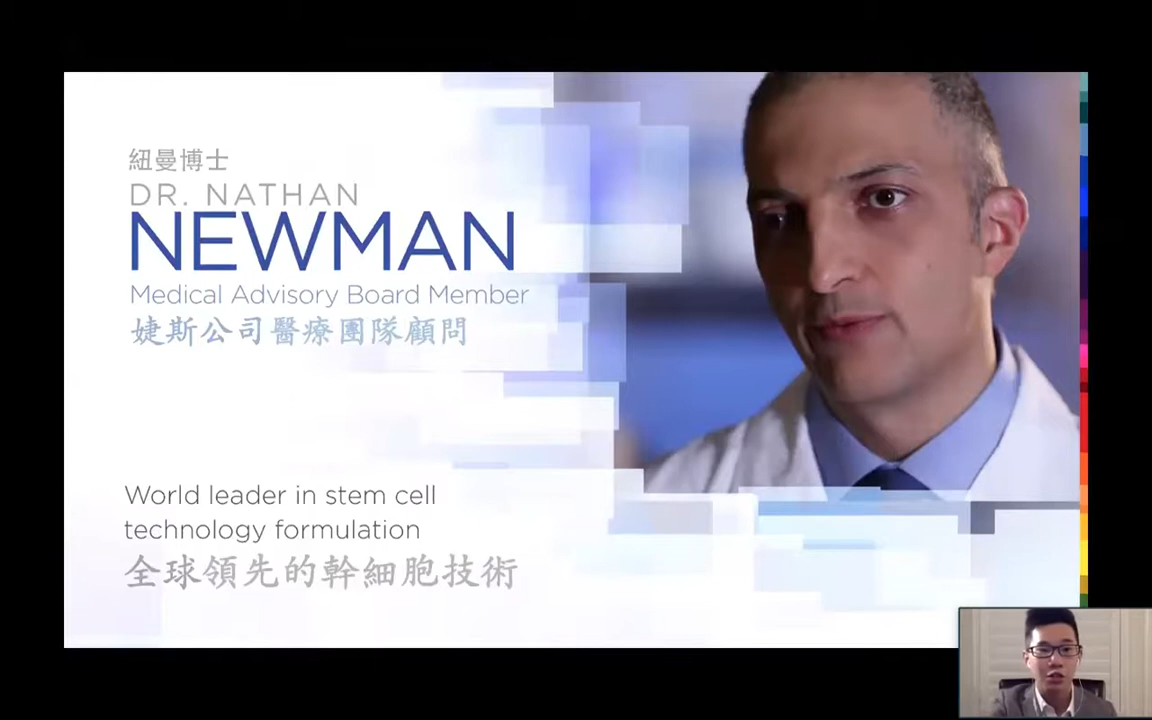 紐曼博士
DR. NATHAN
NEWMAN
Medical Advisory Board Member
婕斯公司醫療團隊顧問
World leader in stem cell
technology formulation
全球領先的幹細胞技術